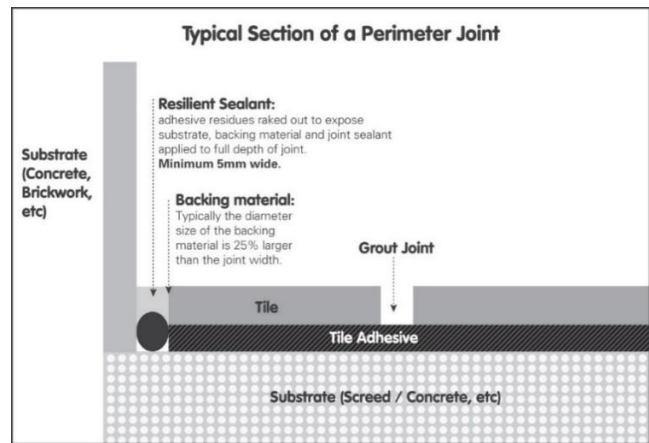 Typical Section of a Perimeter Joint
Resilient Sealant:
adhesive residues raked out to expose
substrate, backing material and joint sealant
applied to full depth of joint.
Minimum 5mm wide.
Substrate
(Concrete,
Brickwork,
etc)
Backing material:
Typically the diameter
size of the backing
material is 25% larger
than the joint width.
Grout Joint
Tile
Tile Adhesive
Substrate (Screed / Concrete, etc)